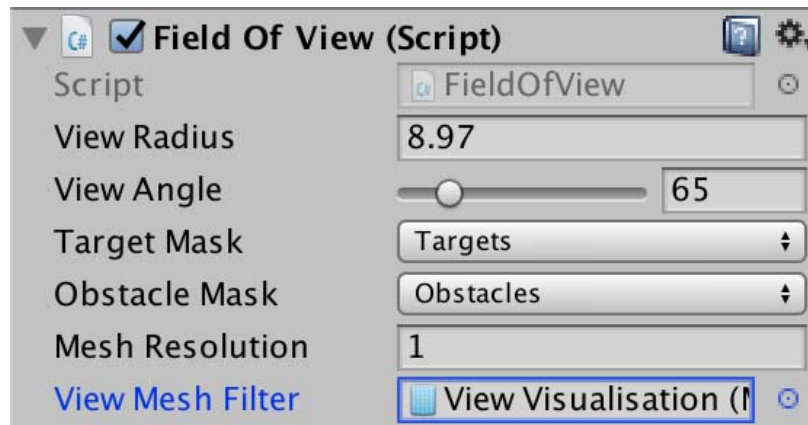 Field Of View (Script)
Script FieldOfView
View Radius 8.97
View Angle 65
Target Mask Targets
Obstacle Mask Obstacles
Mesh Resolution 1
View Mesh Filter View Visualisation (